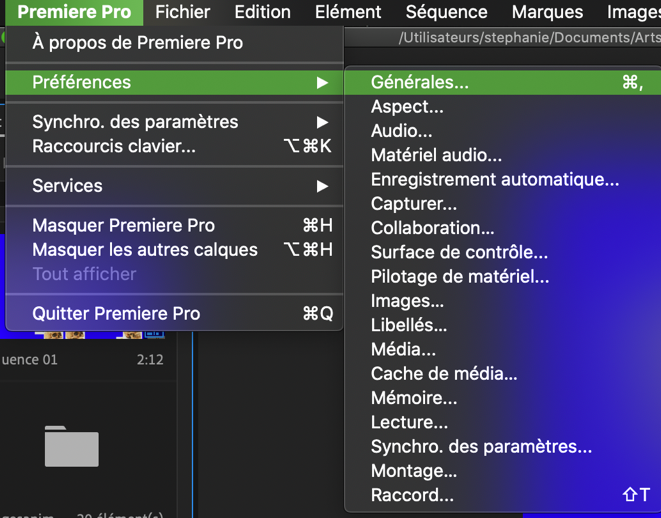 Premiere Pro Fichier Edition Elément Séquence Marques Images
/Utilisateurs/stephanie/Documents/Arts
À propos de Premiere Pro
Préférences ▶
Synchro. des paramètres ▶
Raccourcis clavier... ⌥⌘K
Services ▶
Masquer Premiere Pro ⌘H
Masquer les autres calques ⌥⌘H
Tout afficher
Quitter Premiere Pro ⌘Q
Générales... ⌘,
Aspect...
Audio...
Matériel audio...
Enregistrement automatique...
Capturer...
Collaboration...
Surface de contrôle...
Pilotage de matériel...
Images...
Libellés...
Média...
Cache de média...
Mémoire...
Lecture...
Synchro. des paramètres...
Montage...
Raccord... ⇧T
uence 01 2:12